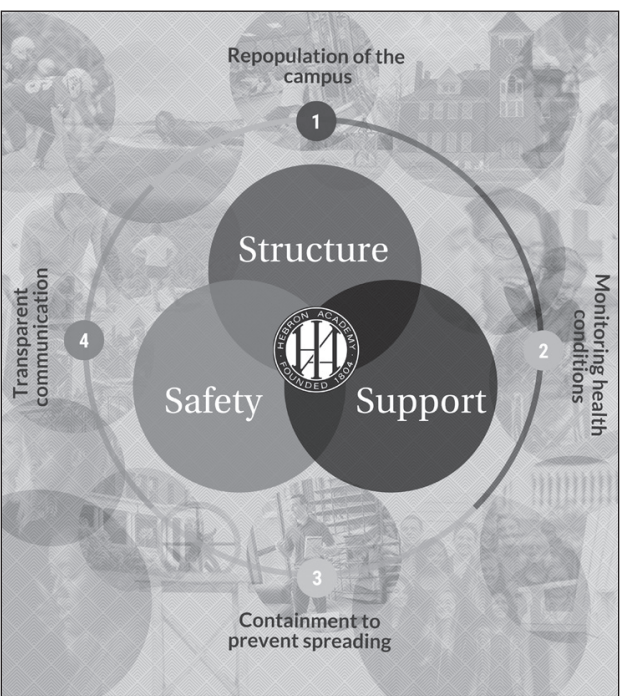 Repopulation of the
campus
1
Structure
HEBRON ACADEMY
HA
FOUNDED 1804
Safety
Support
2
Monitoring health
conditions
3
Containment to
prevent spreading
4
Transparent
communication